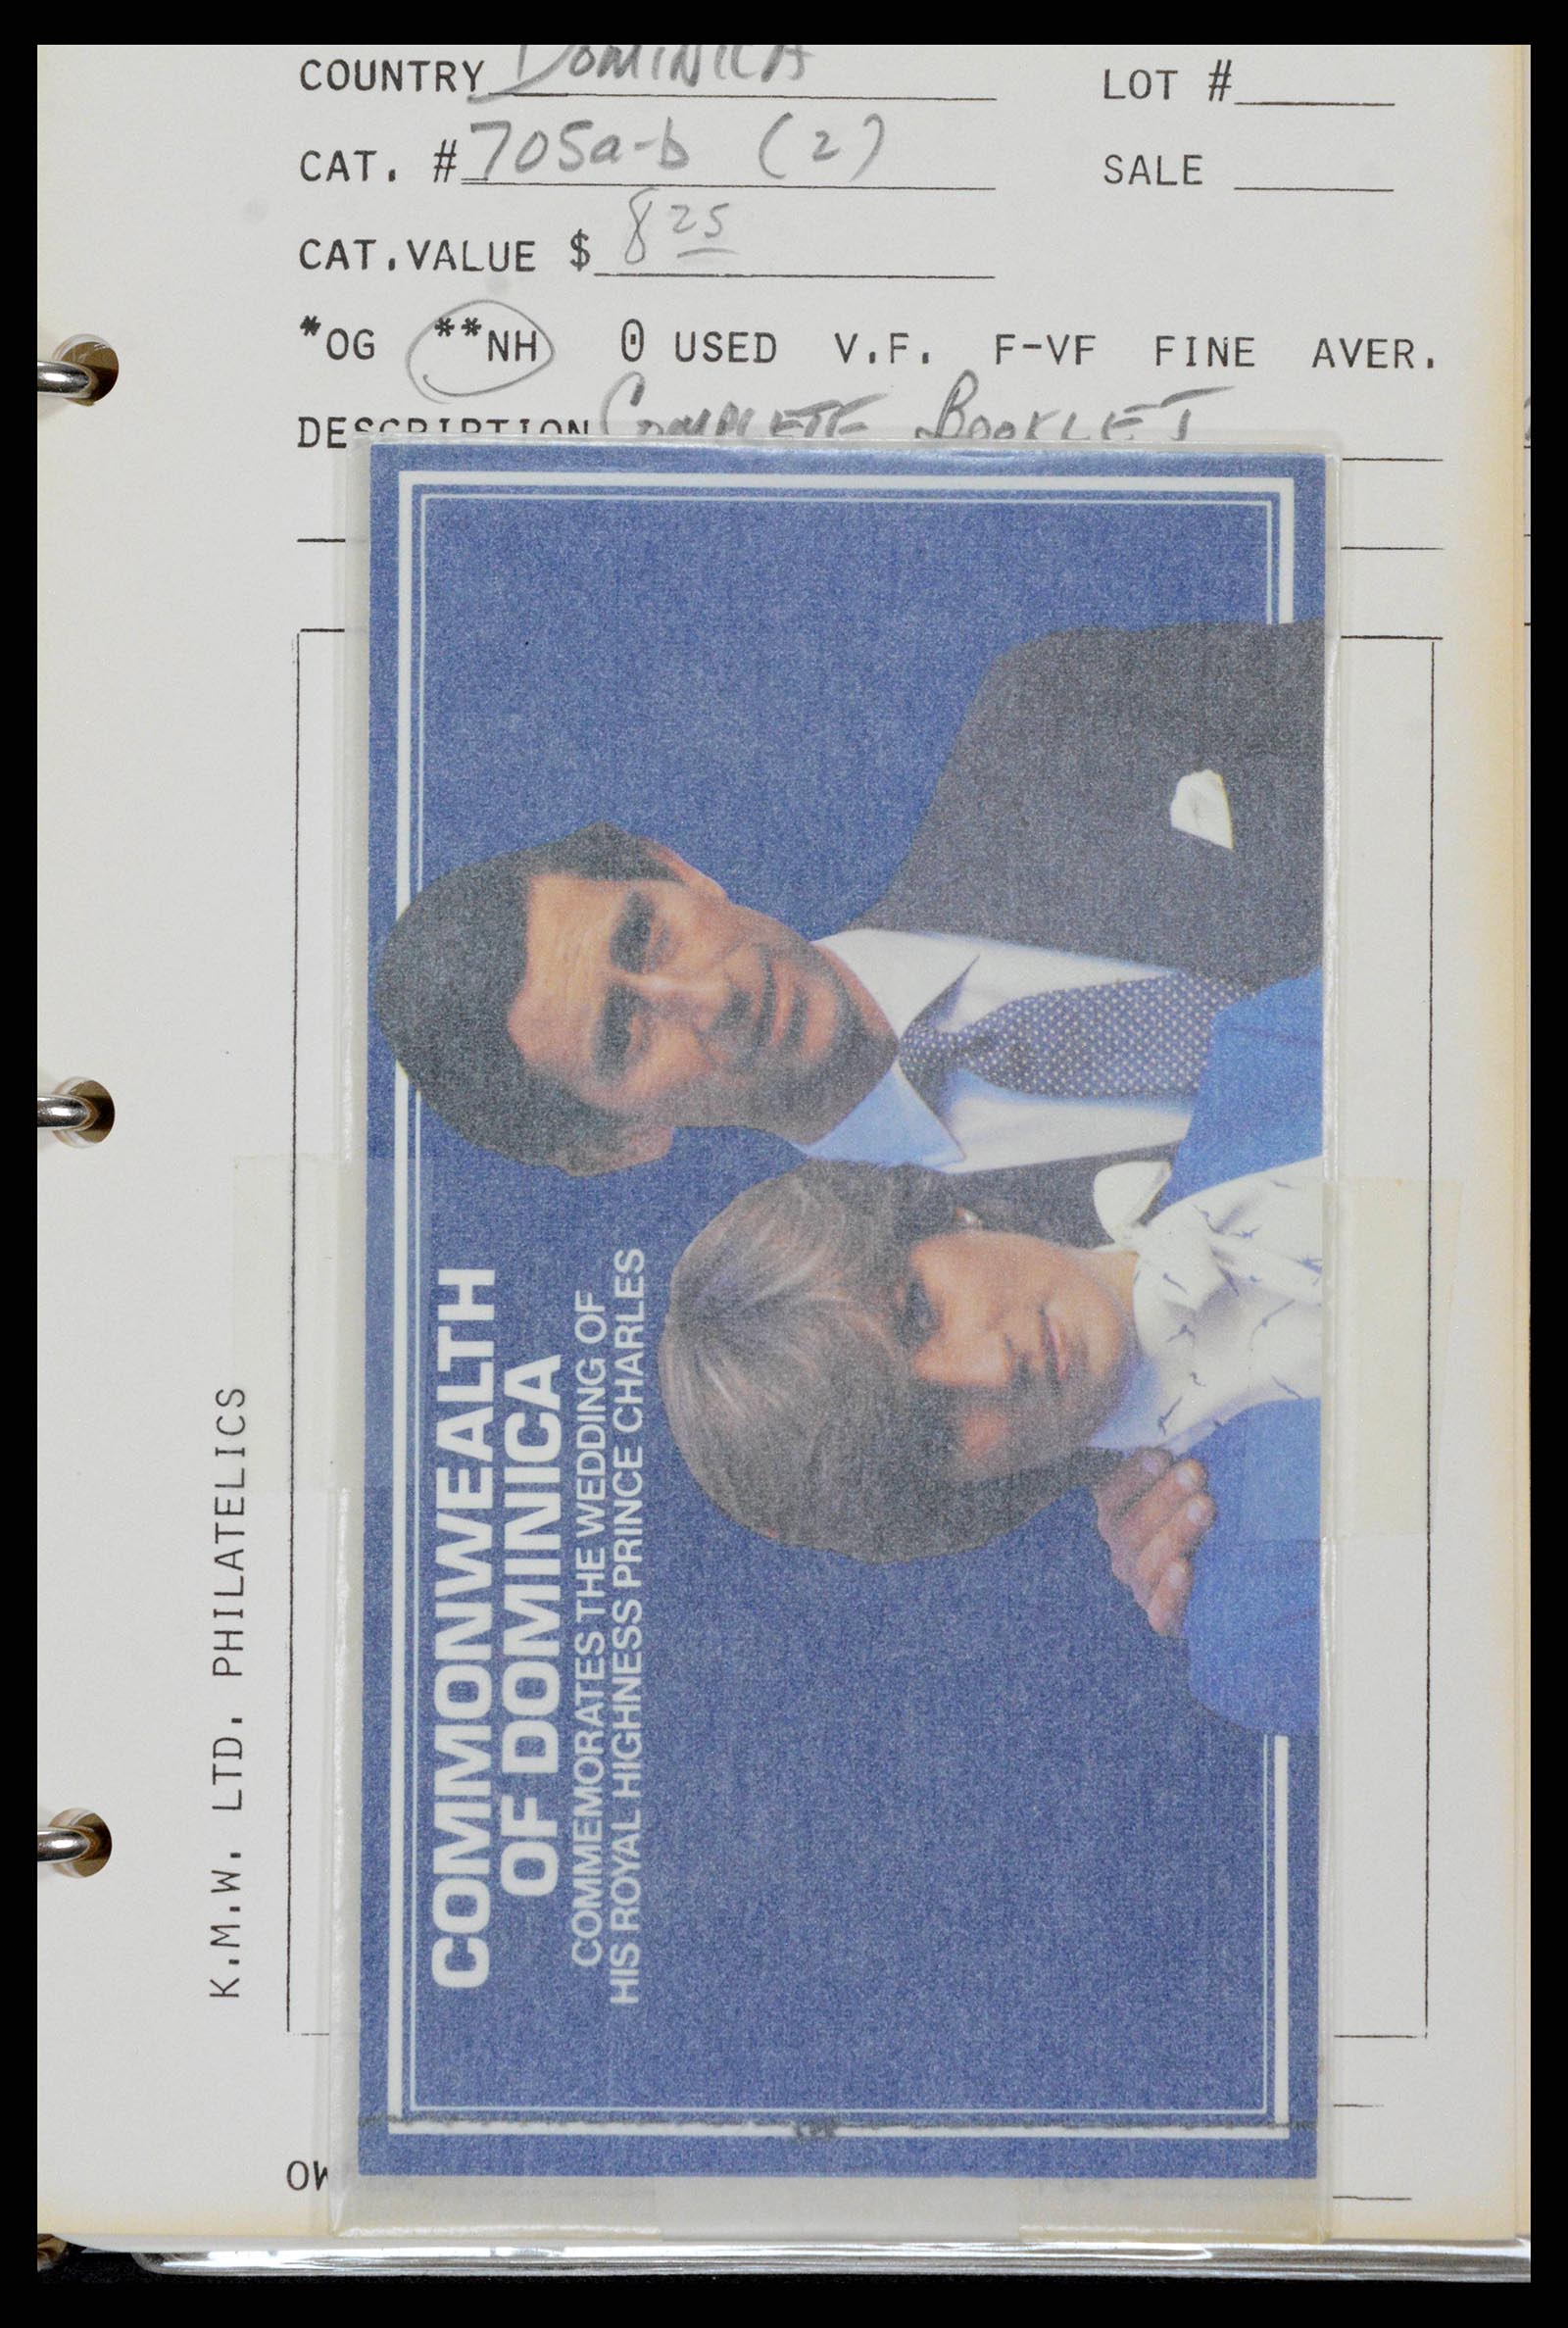 COUNTRY DOMINICA LOT #
CAT. # 705a-b (2) SALE
CAT.VALUE $ 8 25
*OG **NH 0 USED V.F. F-VF FINE AVER.
DESCRIPTION COMPLETE BOOKLET
COMMONWEALTH
OF DOMINICA
COMMEMORATES THE WEDDING OF
HIS ROYAL HIGHNESS PRINCE CHARLES
K.M.W. LTD. PHILATELICS